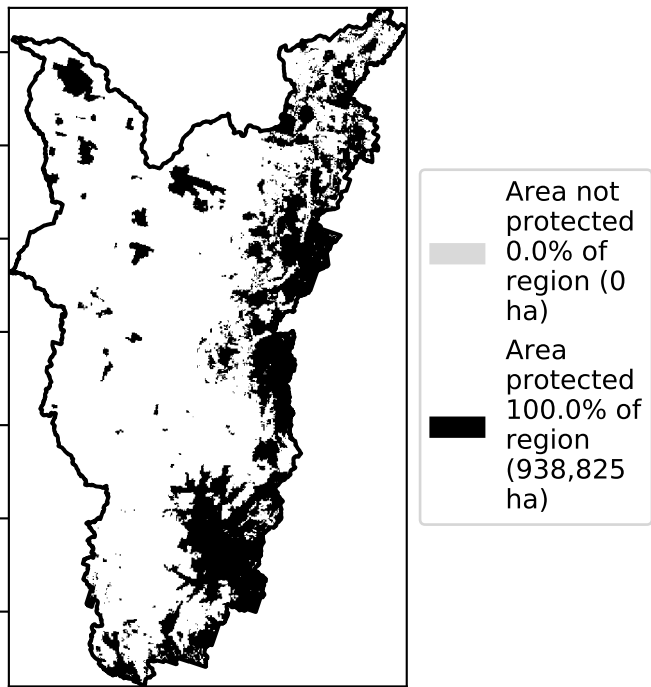 Area not
protected
0.0% of
region (0
ha)
Area
protected
100.0% of
region
(938,825
ha)